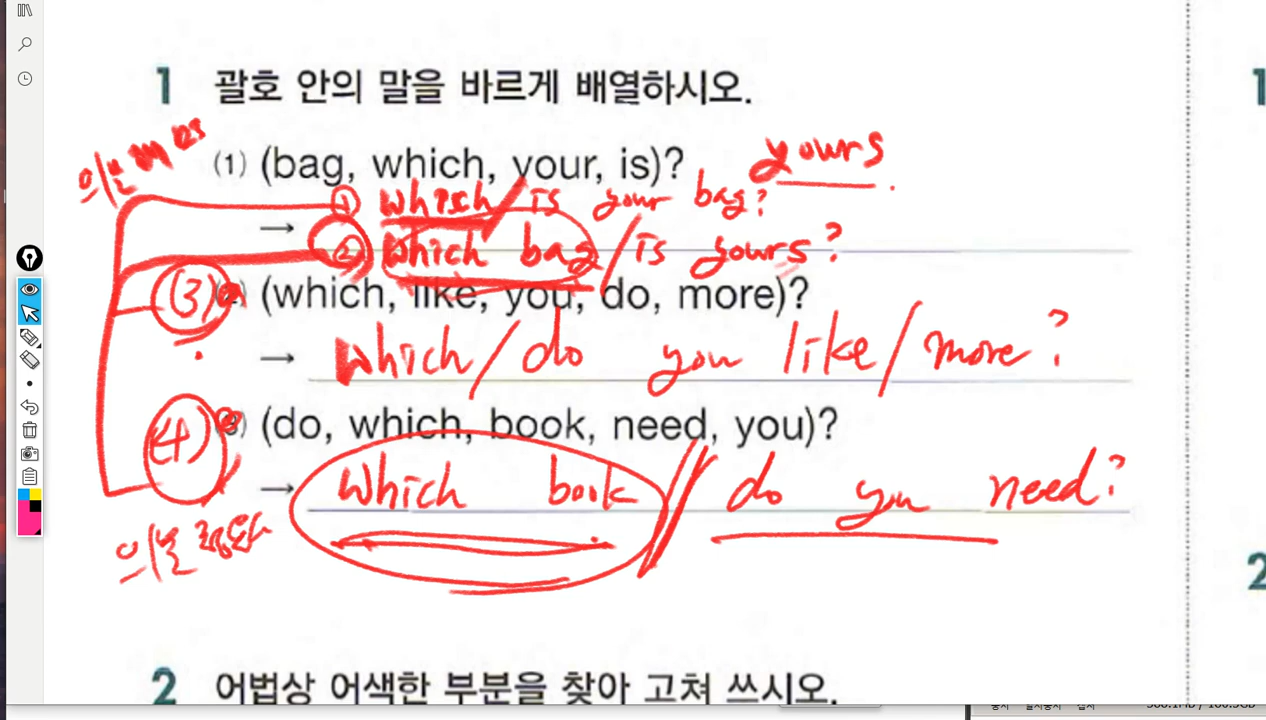 1 괄호 안의 말을 바르게 배열하시오.
(1) (bag, which, your, is)? yours.
① which / is your bag?
→ ② which bag / is yours?
(3) (which, like, you, do, more)?
→ which / do you like / more?
(4) (do, which, book, need, you)?
→ which book // do you need?
2 어법상 어색한 부분을 찾아 고쳐 쓰시오.
1
2